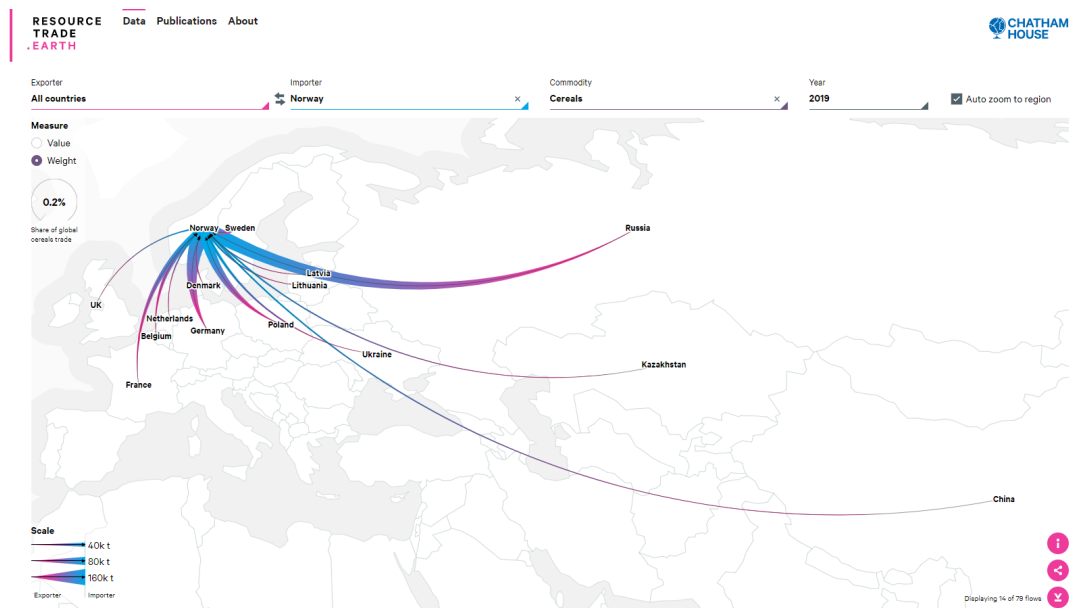 RESOURCE
TRADE
.EARTH
Data
Publications
About
CHATHAM
HOUSE
Exporter
All countries
Importer
Norway
×
Commodity
Cereals
×
Year
2019
Auto zoom to region
Measure
Value
Weight
0.2%
Share of global
cereals trade
Norway
Sweden
Russia
Latvia
Denmark
Lithuania
UK
Netherlands
Poland
Germany
Belgium
Ukraine
Kazakhstan
France
China
Scale
40k t
80k t
160k t
Exporter
Importer
Displaying 14 of 79 flows